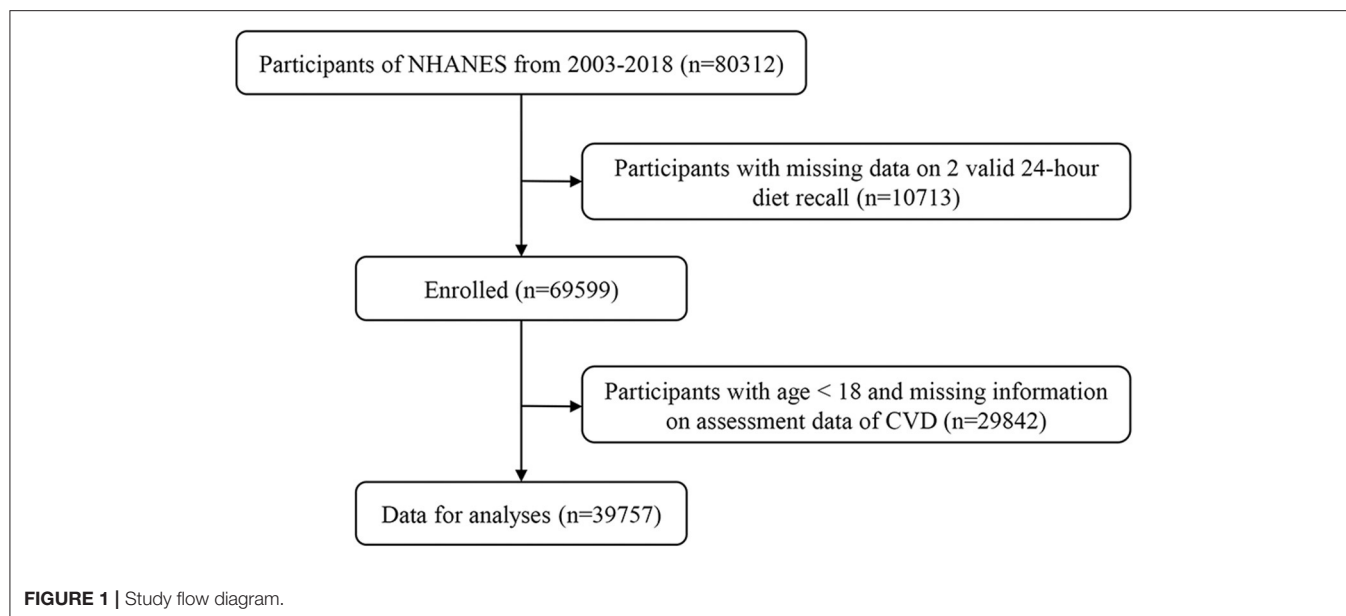 Participants of NHANES from 2003-2018 (n=80312)
Participants with missing data on 2 valid 24-hour
diet recall (n=10713)
Enrolled (n=69599)
Participants with age < 18 and missing information
on assessment data of CVD (n=29842)
Data for analyses (n=39757)
FIGURE 1 | Study flow diagram.